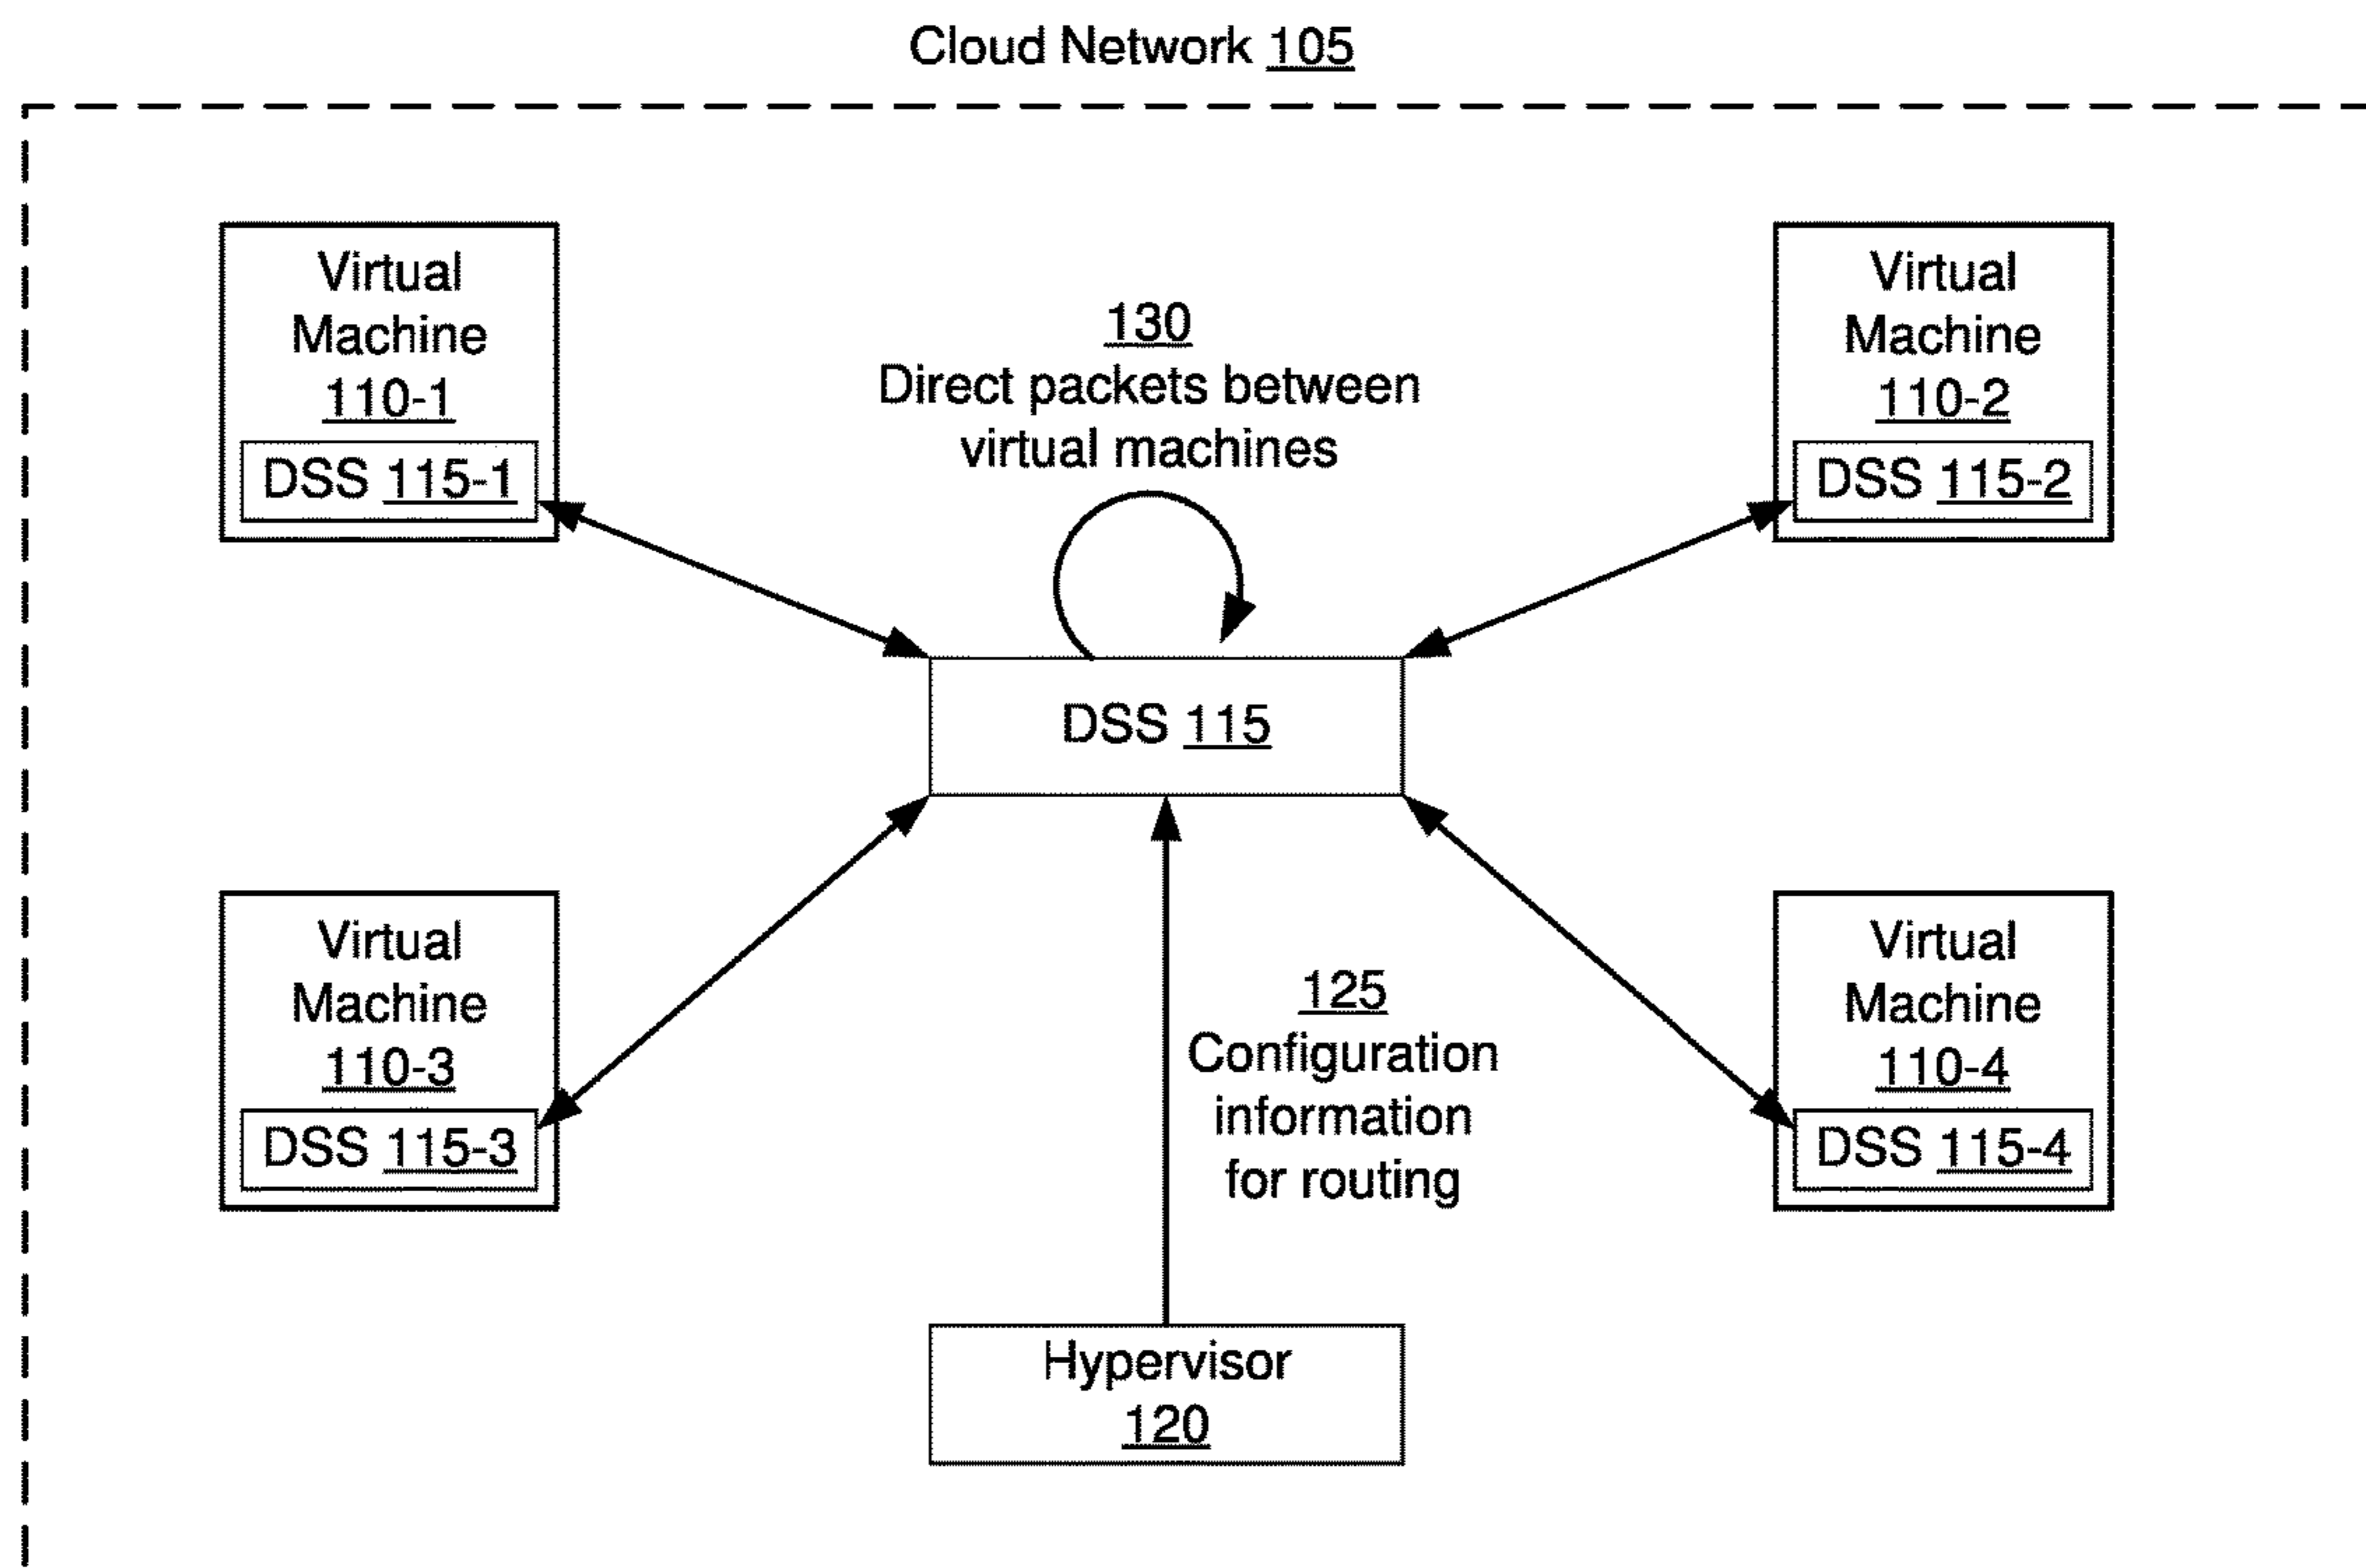 Cloud Network 105
Virtual
Machine
110-1
DSS 115-1
130
Direct packets between
virtual machines
Virtual
Machine
110-2
DSS 115-2
DSS 115
Virtual
Machine
110-3
DSS 115-3
125
Configuration
information
for routing
Virtual
Machine
110-4
DSS 115-4
Hypervisor
120